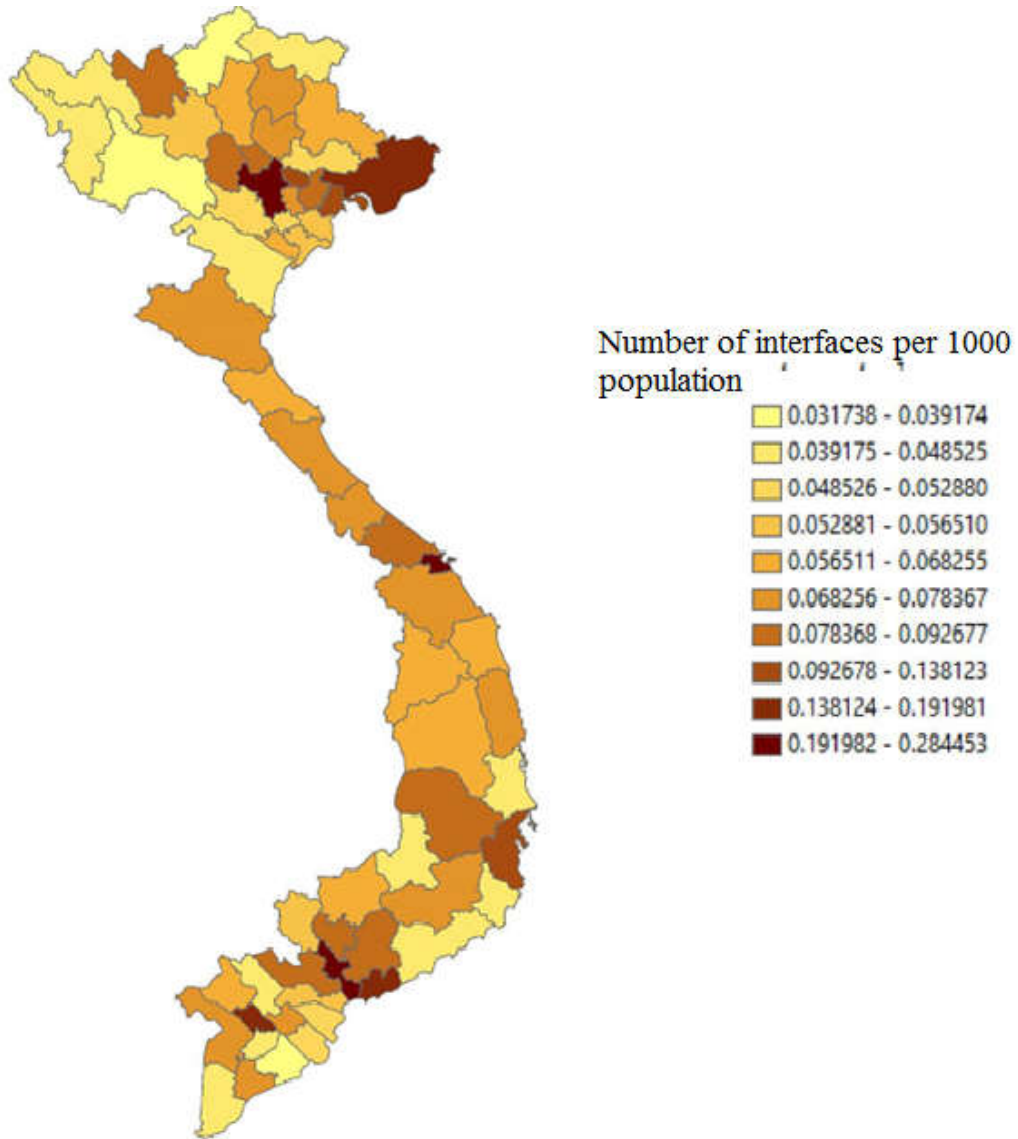 Number of interfaces per 1000
population
0.031738 - 0.039174
0.039175 - 0.048525
0.048526 - 0.052880
0.052881 - 0.056510
0.056511 - 0.068255
0.068256 - 0.078367
0.078368 - 0.092677
0.092678 - 0.138123
0.138124 - 0.191981
0.191982 - 0.284453